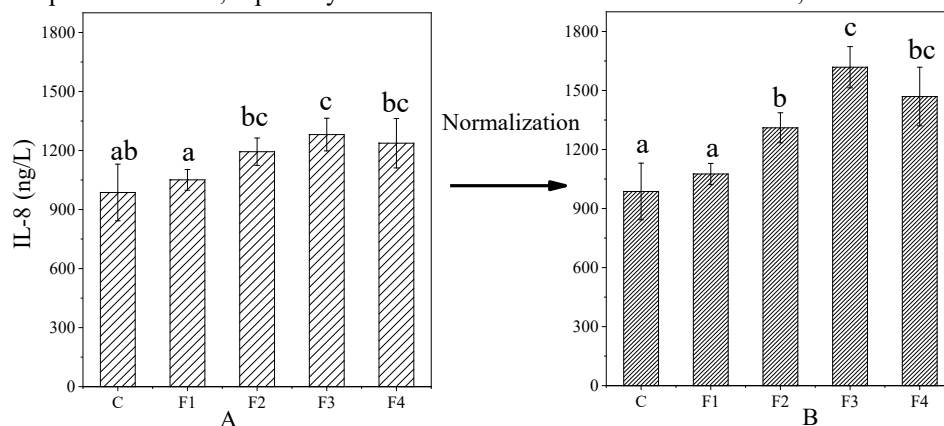 IL-8 (ng/L)
1800
1500
1200
900
600
300
0
ab
a
bc
c
bc
C F1 F2 F3 F4
A
Normalization
1800
1500
1200
900
600
300
0
a
a
b
c
bc
C F1 F2 F3 F4
B